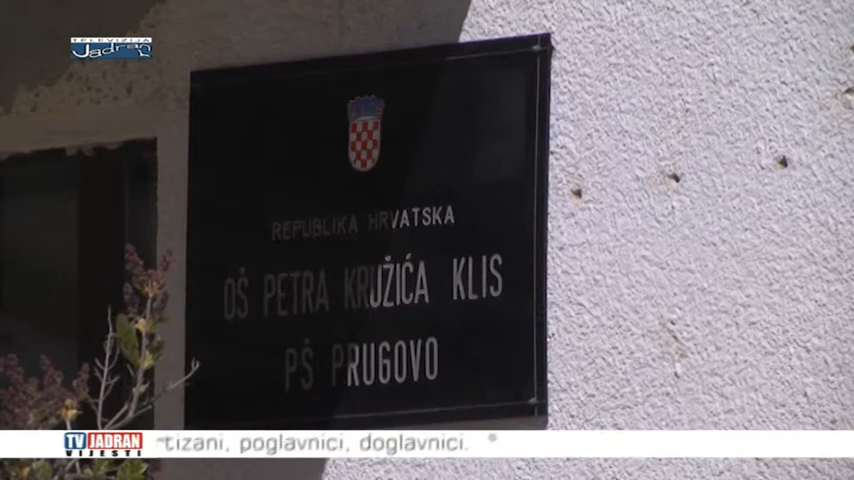 TELEVIZIJA
Jadran
REPUBLIKA HRVATSKA
OŠ PETRA KRUŽIĆA KLIS
PŠ PRUGOVO
TV JADRAN
VIJESTI
tizani, poglavnici, doglavnici. *